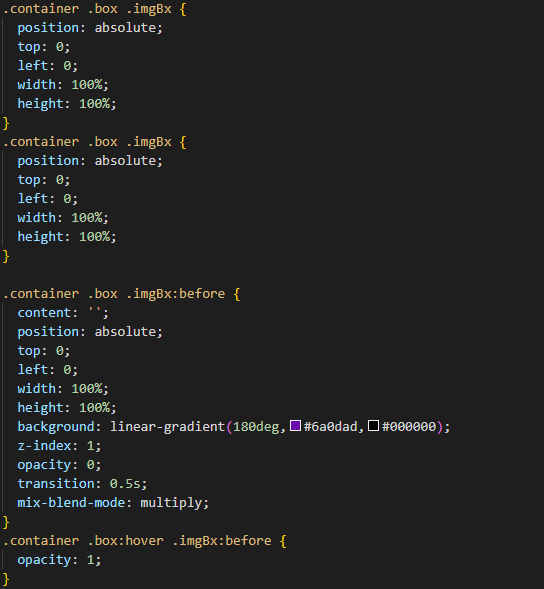 .container .box .imgBx {
position: absolute;
top: 0;
left: 0;
width: 100%;
height: 100%;
}
.container .box .imgBx {
position: absolute;
top: 0;
left: 0;
width: 100%;
height: 100%;
}
.container .box .imgBx:before {
content: '';
position: absolute;
top: 0;
left: 0;
width: 100%;
height: 100%;
background: linear-gradient(180deg,#6a0dad,#000000);
z-index: 1;
opacity: 0;
transition: 0.5s;
mix-blend-mode: multiply;
}
.container .box:hover .imgBx:before {
opacity: 1;
}